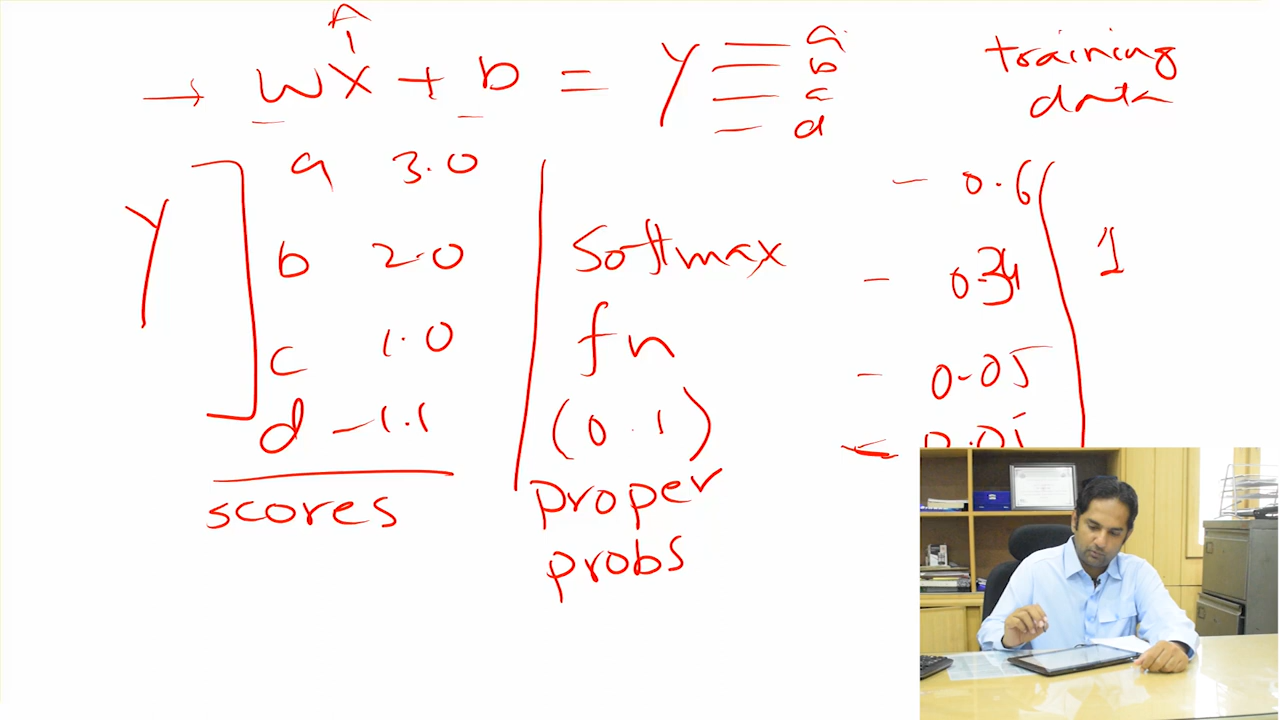 A
→ WX + b = Y ≡ a
b
c
d
training
data
Y
a 3.0
b 2.0
c 1.0
d -1.1
scores
Softmax
fn
(0.1)
proper
probs
- 0.6
- 0.34
- 0.05
1